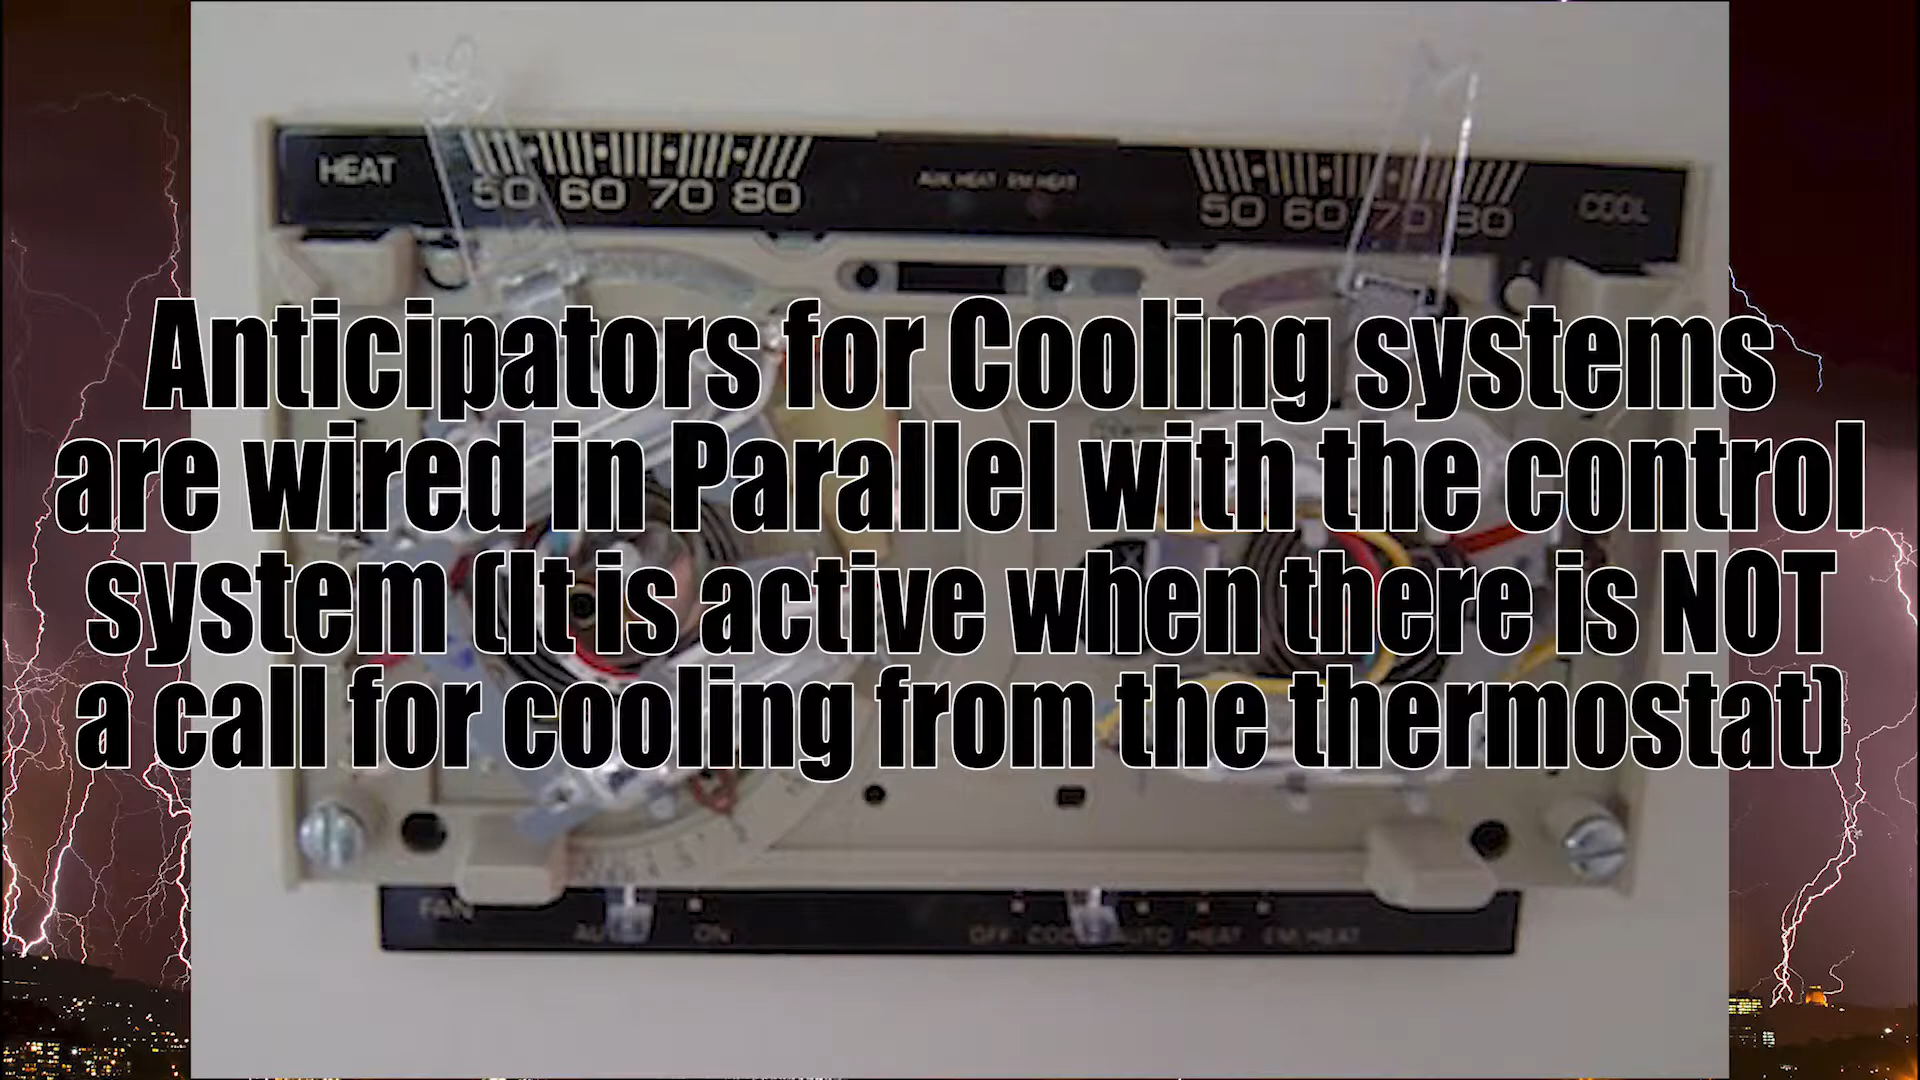 HEAT
50 60 70 80
AUX. HEAT EM. HEAT
50 60 70 80
COOL
Anticipators for Cooling systems
are wired in Parallel with the control
system (It is active when there is NOT
a call for cooling from the thermostat)
FAN
ON
OFF
AUTO HEAT EM. HEAT